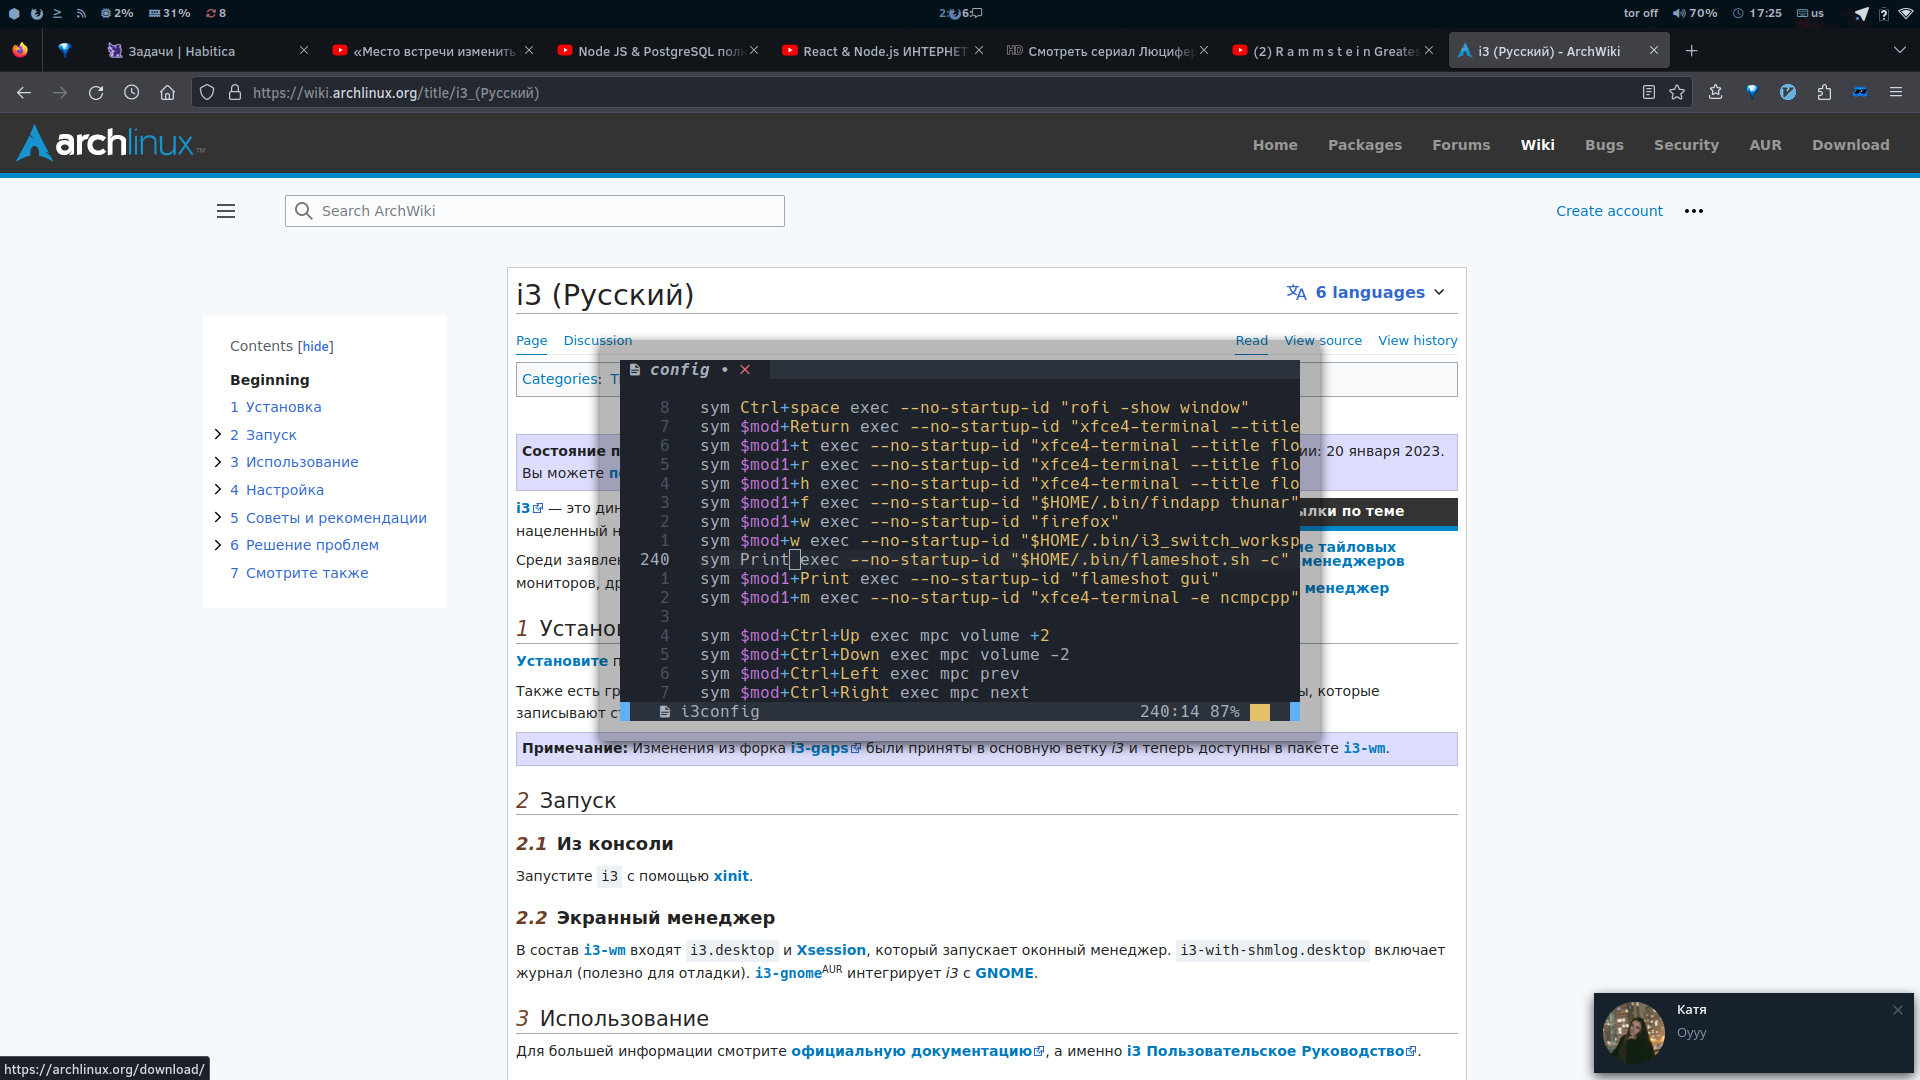 2%
31%
8
6:
tor off
70%
17:25
us
Задачи | Habitica
«Место встречи изменить
Node JS & PostgreSQL пол
React & Node.js ИНТЕРНЕТ
Смотреть сериал Люцифер
(2) R a m m s t e i n Greates
i3 (Русский) – ArchWiki
https://wiki.archlinux.org/title/i3_(Русский)
archlinux™
Home
Packages
Forums
Wiki
Bugs
Security
AUR
Download
Search ArchWiki
Create account
i3 (Русский)
6 languages
Contents [hide]
Beginning
1 Установка
2 Запуск
3 Использование
4 Настройка
5 Советы и рекомендации
6 Решение проблем
7 Смотрите также
Page
Discussion
Read
View source
View history
Categories:
config •
8 sym Ctrl+space exec --no-startup-id "rofi -show window"
7 sym $mod+Return exec --no-startup-id "xfce4-terminal --title
6 sym $mod1+t exec --no-startup-id "xfce4-terminal --title flo
5 sym $mod1+r exec --no-startup-id "xfce4-terminal --title flo
4 sym $mod1+h exec --no-startup-id "xfce4-terminal --title flo
3 sym $mod1+f exec --no-startup-id "$HOME/.bin/findapp thunar"
2 sym $mod1+w exec --no-startup-id "firefox"
1 sym $mod+w exec --no-startup-id "$HOME/.bin/i3_switch_worksp
240 sym Print exec --no-startup-id "$HOME/.bin/flameshot.sh -c"
1 sym $mod1+Print exec --no-startup-id "flameshot gui"
2 sym $mod1+m exec --no-startup-id "xfce4-terminal -e ncmpcpp"
3
4 sym $mod+Ctrl+Up exec mpc volume +2
5 sym $mod+Ctrl+Down exec mpc volume -2
6 sym $mod+Ctrl+Left exec mpc prev
7 sym $mod+Ctrl+Right exec mpc next
i3config 240:14 87%
Состояние п
ии: 20 января 2023.
Вы можете
i3 — это дин
нацеленный н
Среди заявлен
мониторов, др
ылки по теме
е тайловых
менеджеров
менеджер
1 Устано
Установите п
Также есть гр
ы, которые
записывают
Примечание: Изменения из форка i3-gaps были приняты в основную ветку i3 и теперь доступны в пакете i3-wm.
2 Запуск
2.1 Из консоли
Запустите i3 с помощью xinit.
2.2 Экранный менеджер
В состав i3-wm входят i3.desktop и Xsession, который запускает оконный менеджер. i3-with-shmlog.desktop включает
журнал (полезно для отладки). i3-gnomeAUR интегрирует i3 с GNOME.
3 Использование
Для большей информации смотрите официальную документацию, а именно i3 Пользовательское Руководство.
Катя
Оууу
https://archlinux.org/download/